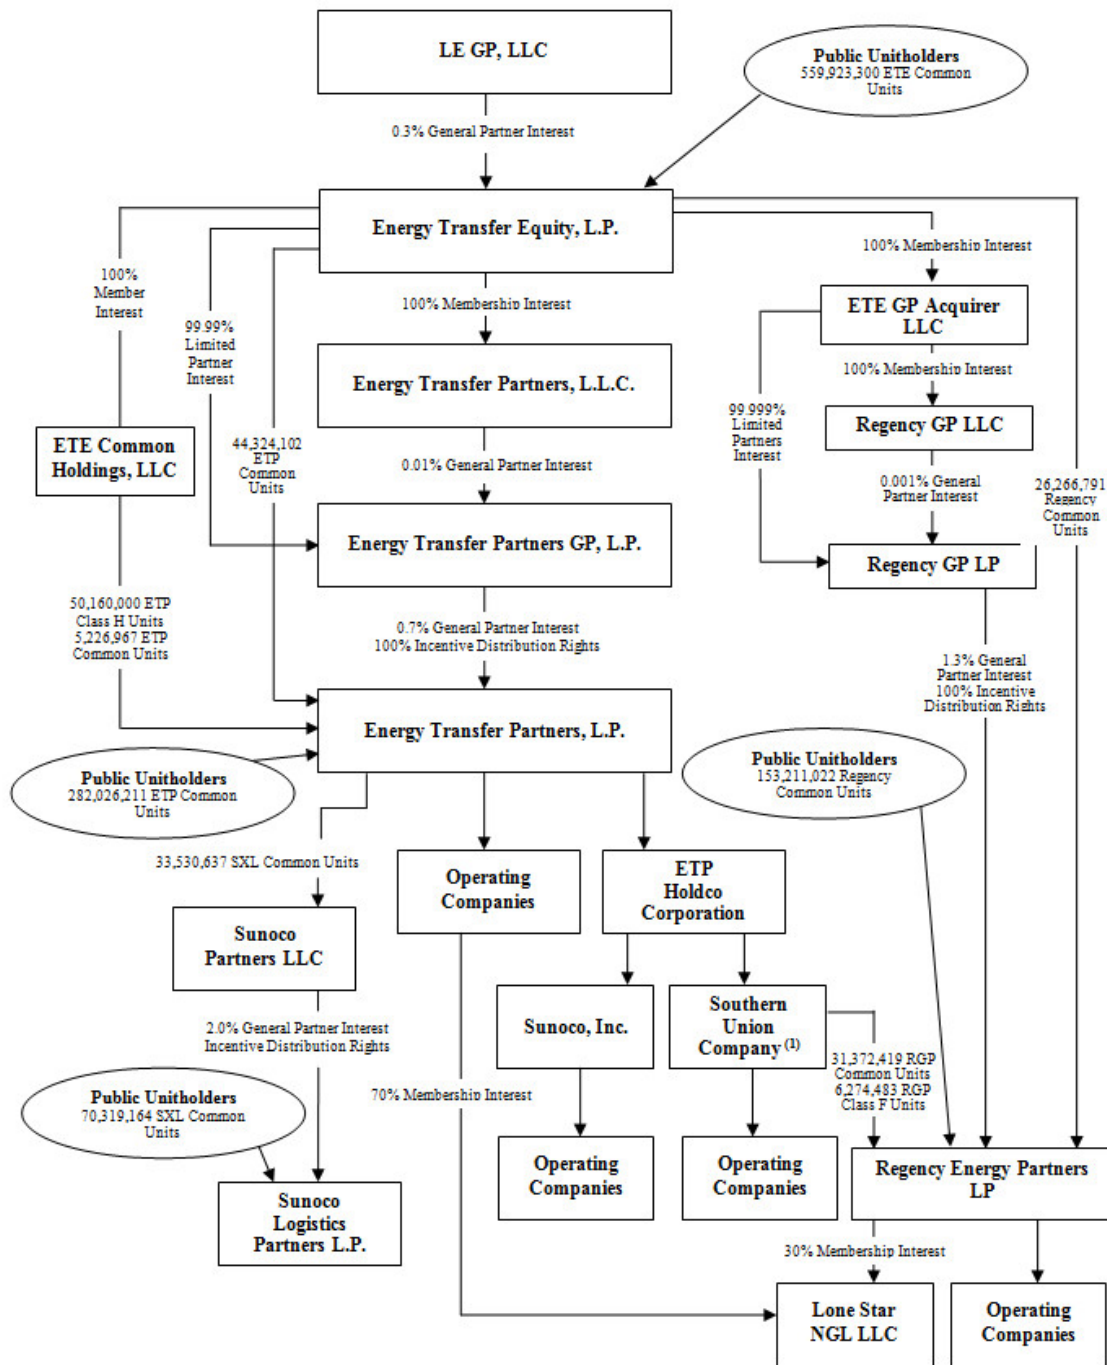 LE GP, LLC
Public Unitholders
559,923,300 ETE Common
Units
0.3% General Partner Interest
Energy Transfer Equity, L.P.
100%
Member
Interest
99.99%
Limited
Partner
Interest
100% Membership Interest
100% Membership Interest
ETE GP Acquirer
LLC
Energy Transfer Partners, L.L.C.
100% Membership Interest
99.999%
Limited
Partners
Interest
Regency GP LLC
ETE Common
Holdings, LLC
44,324,102
ETP
Common
Units
0.01% General Partner Interest
0.001% General
Partner Interest
26,266,791
Regency
Common
Units
Energy Transfer Partners GP, L.P.
Regency GP LP
50,160,000 ETP
Class H Units
5,226,967 ETP
Common Units
0.7% General Partner Interest
100% Incentive Distribution Rights
1.3% General
Partner Interest
100% Incentive
Distribution Rights
Energy Transfer Partners, L.P.
Public Unitholders
282,026,211 ETP Common
Units
Public Unitholders
153,211,022 Regency
Common Units
33,530,637 SXL Common Units
Operating
Companies
ETP
Holdco
Corporation
Sunoco
Partners LLC
Sunoco, Inc.
Southern
Union
Company (1)
2.0% General Partner Interest
Incentive Distribution Rights
31,372,419 RGP
Common Units
6,274,483 RGP
Class F Units
Public Unitholders
70,319,164 SXL Common
Units
70% Membership Interest
Operating
Companies
Operating
Companies
Regency Energy Partners
LP
Sunoco
Logistics
Partners L.P.
30% Membership Interest
Lone Star
NGL LLC
Operating
Companies